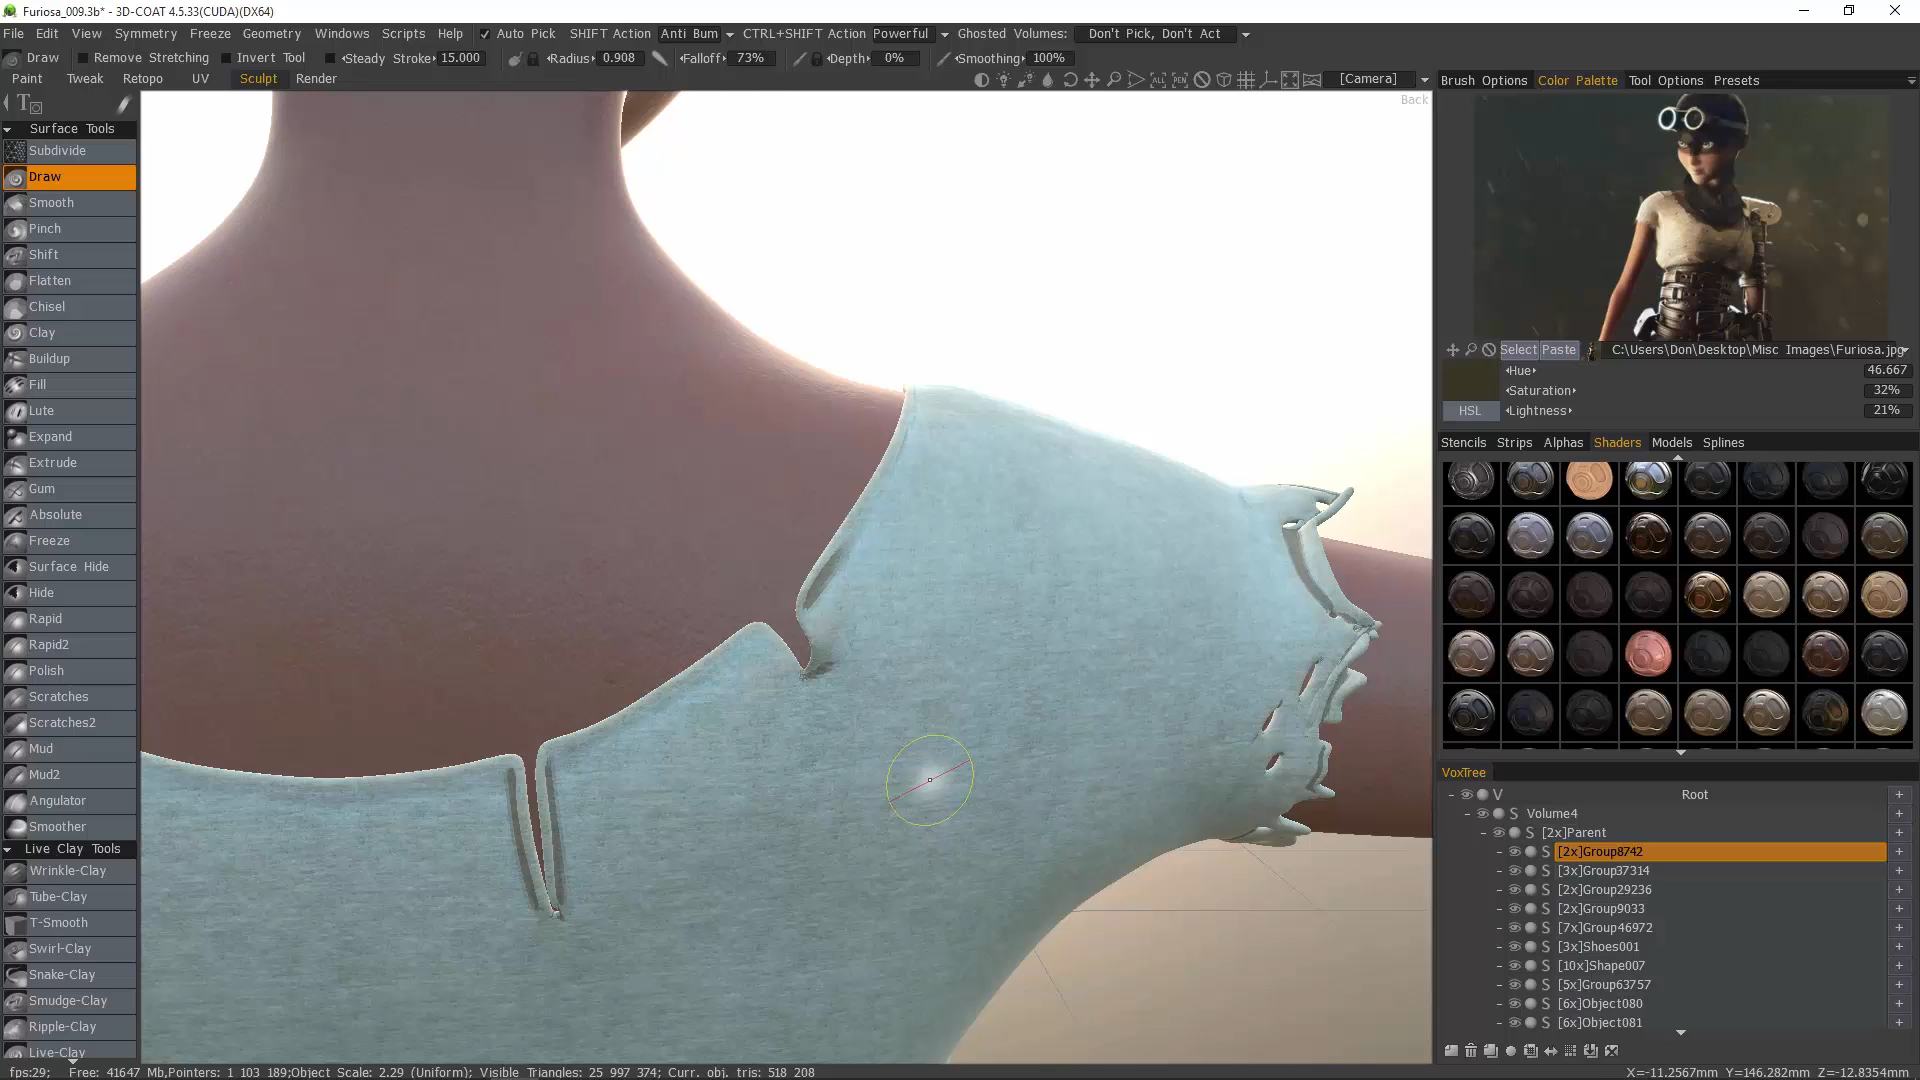 Furiosa_009.3b* - 3D-COAT 4.5.33(CUDA)(DX64)
File Edit View Symmetry Freeze Geometry Windows Scripts Help Auto Pick SHIFT Action Anti Bum CTRL+SHIFT Action Powerful Ghosted Volumes: Don't Pick, Don't Act
Draw Remove Stretching Invert Tool Steady Stroke 15.000 Radius 0.908 Falloff 73% Depth 0% Smoothing 100%
Paint Tweak Retopo UV Sculpt Render [Camera]
Brush Options Color Palette Tool Options Presets
Back
Surface Tools
Subdivide
Draw
Smooth
Pinch
Shift
Flatten
Chisel
Clay
Buildup
Fill
Lute
Expand
Extrude
Gum
Absolute
Freeze
Surface Hide
Hide
Rapid
Rapid2
Polish
Scratches
Scratches2
Mud
Mud2
Angulator
Smoother
Live Clay Tools
Wrinkle-Clay
Tube-Clay
T-Smooth
Swirl-Clay
Snake-Clay
Smudge-Clay
Ripple-Clay
Live-Clay
Select Paste C:\Users\Don\Desktop\Misc Images\Furiosa.jpg
Hue 46.667
Saturation 32%
HSL Lightness 21%
Stencils Strips Alphas Shaders Models Splines
VoxTree
V Root +
S Volume4 +
S [2x]Parent +
S [2x]Group8742 +
S [3x]Group37314 +
S [2x]Group29236 +
S [2x]Group9033 +
S [7x]Group46972 +
S [3x]Shoes001 +
S [10x]Shape007 +
S [5x]Group63757 +
S [6x]Object080 +
S [6x]Object081 +
fps:29; Free: 41647 Mb,Pointers: 1 103 189;Object Scale: 2.29 (Uniform); Visible Triangles: 25 997 374; Curr. obj. tris: 518 208
X=-11.2567mm Y=146.282mm Z=-12.8354mm